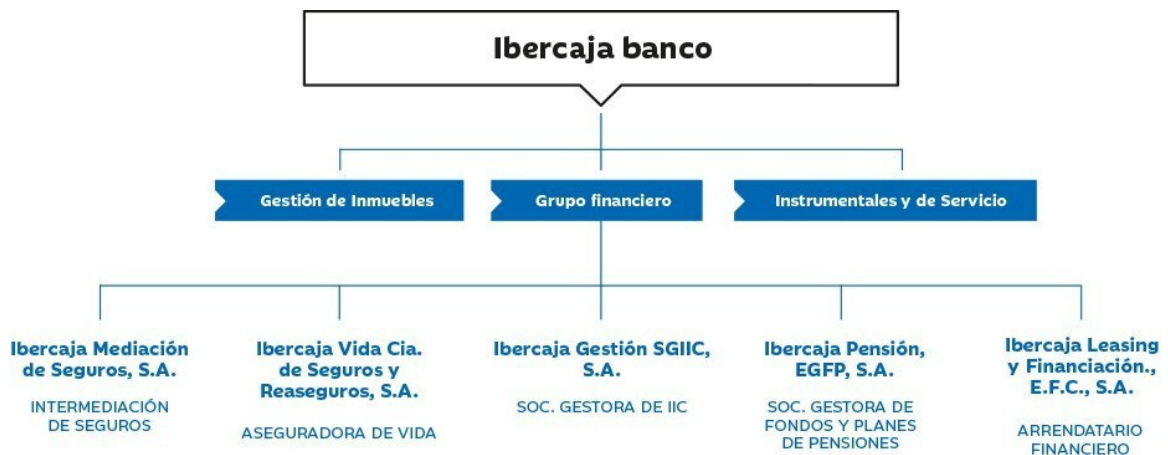 Ibercaja banco
Gestión de Inmuebles
Grupo financiero
Instrumentales y de Servicio
Ibercaja Mediación
de Seguros, S.A.
INTERMEDIACIÓN
DE SEGUROS
Ibercaja Vida Cia.
de Seguros y
Reaseguros, S.A.
ASEGURADORA DE VIDA
Ibercaja Gestión SGIIC,
S.A.
SOC. GESTORA DE IIC
Ibercaja Pensión,
EGFP, S.A.
SOC. GESTORA DE
FONDOS Y PLANES
DE PENSIONES
Ibercaja Leasing
y Financiación.,
E.F.C., S.A.
ARRENDATARIO
FINANCIERO